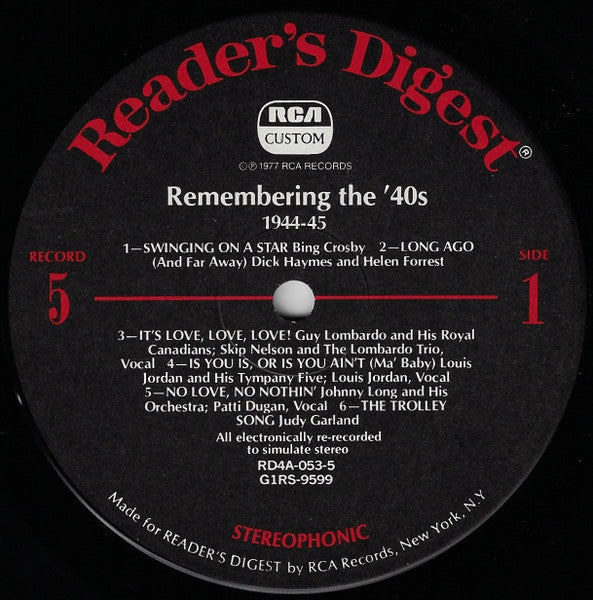 Reader's Digest®
RCA
CUSTOM
©℗ 1977 RCA RECORDS
Remembering the '40s
1944-45
1—SWINGING ON A STAR Bing Crosby 2—LONG AGO
(And Far Away) Dick Haymes and Helen Forrest
RECORD
5
SIDE
1
3—IT'S LOVE, LOVE, LOVE! Guy Lombardo and His Royal
Canadians; Skip Nelson and The Lombardo Trio,
Vocal 4—IS YOU IS, OR IS YOU AIN'T (Ma' Baby) Louis
Jordan and His Tympany Five; Louis Jordan, Vocal
5—NO LOVE, NO NOTHIN' Johnny Long and His
Orchestra; Patti Dugan, Vocal 6—THE TROLLEY
SONG Judy Garland
All electronically re-recorded
to simulate stereo
RD4A-053-5
G1RS-9599
STEREOPHONIC
Made for READER'S DIGEST by RCA Records, New York, N.Y